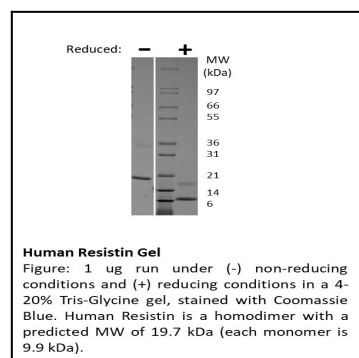 Reduced: − +
MW
(kDa)
97
66
55
36
31
21
14
6
Human Resistin Gel
Figure: 1 ug run under (-) non-reducing
conditions and (+) reducing conditions in a 4-
20% Tris-Glycine gel, stained with Coomassie
Blue. Human Resistin is a homodimer with a
predicted MW of 19.7 kDa (each monomer is
9.9 kDa).